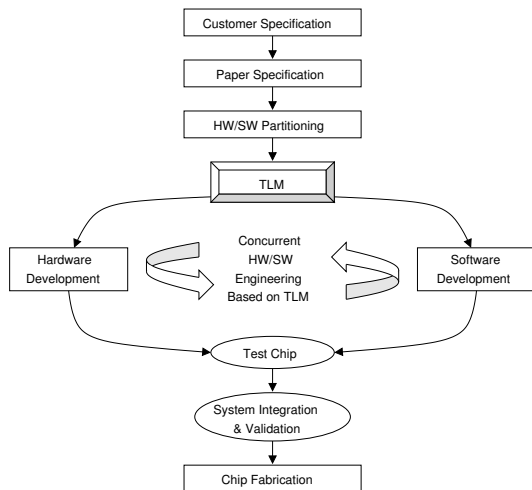 Customer Specification
Paper Specification
HW/SW Partitioning
TLM
Hardware
Development
Concurrent
HW/SW
Engineering
Based on TLM
Software
Development
Test Chip
System Integration
& Validation
Chip Fabrication